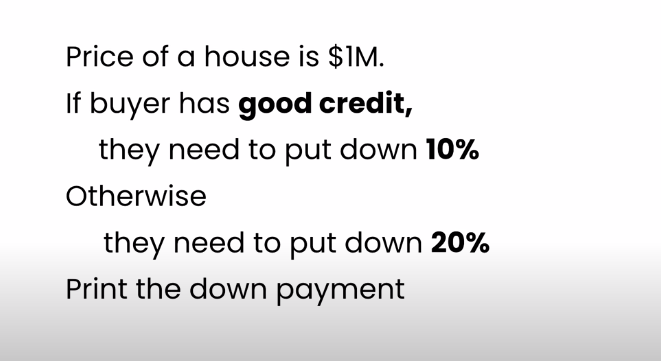 Price of a house is $1M.
If buyer has good credit,
they need to put down 10%
Otherwise
they need to put down 20%
Print the down payment